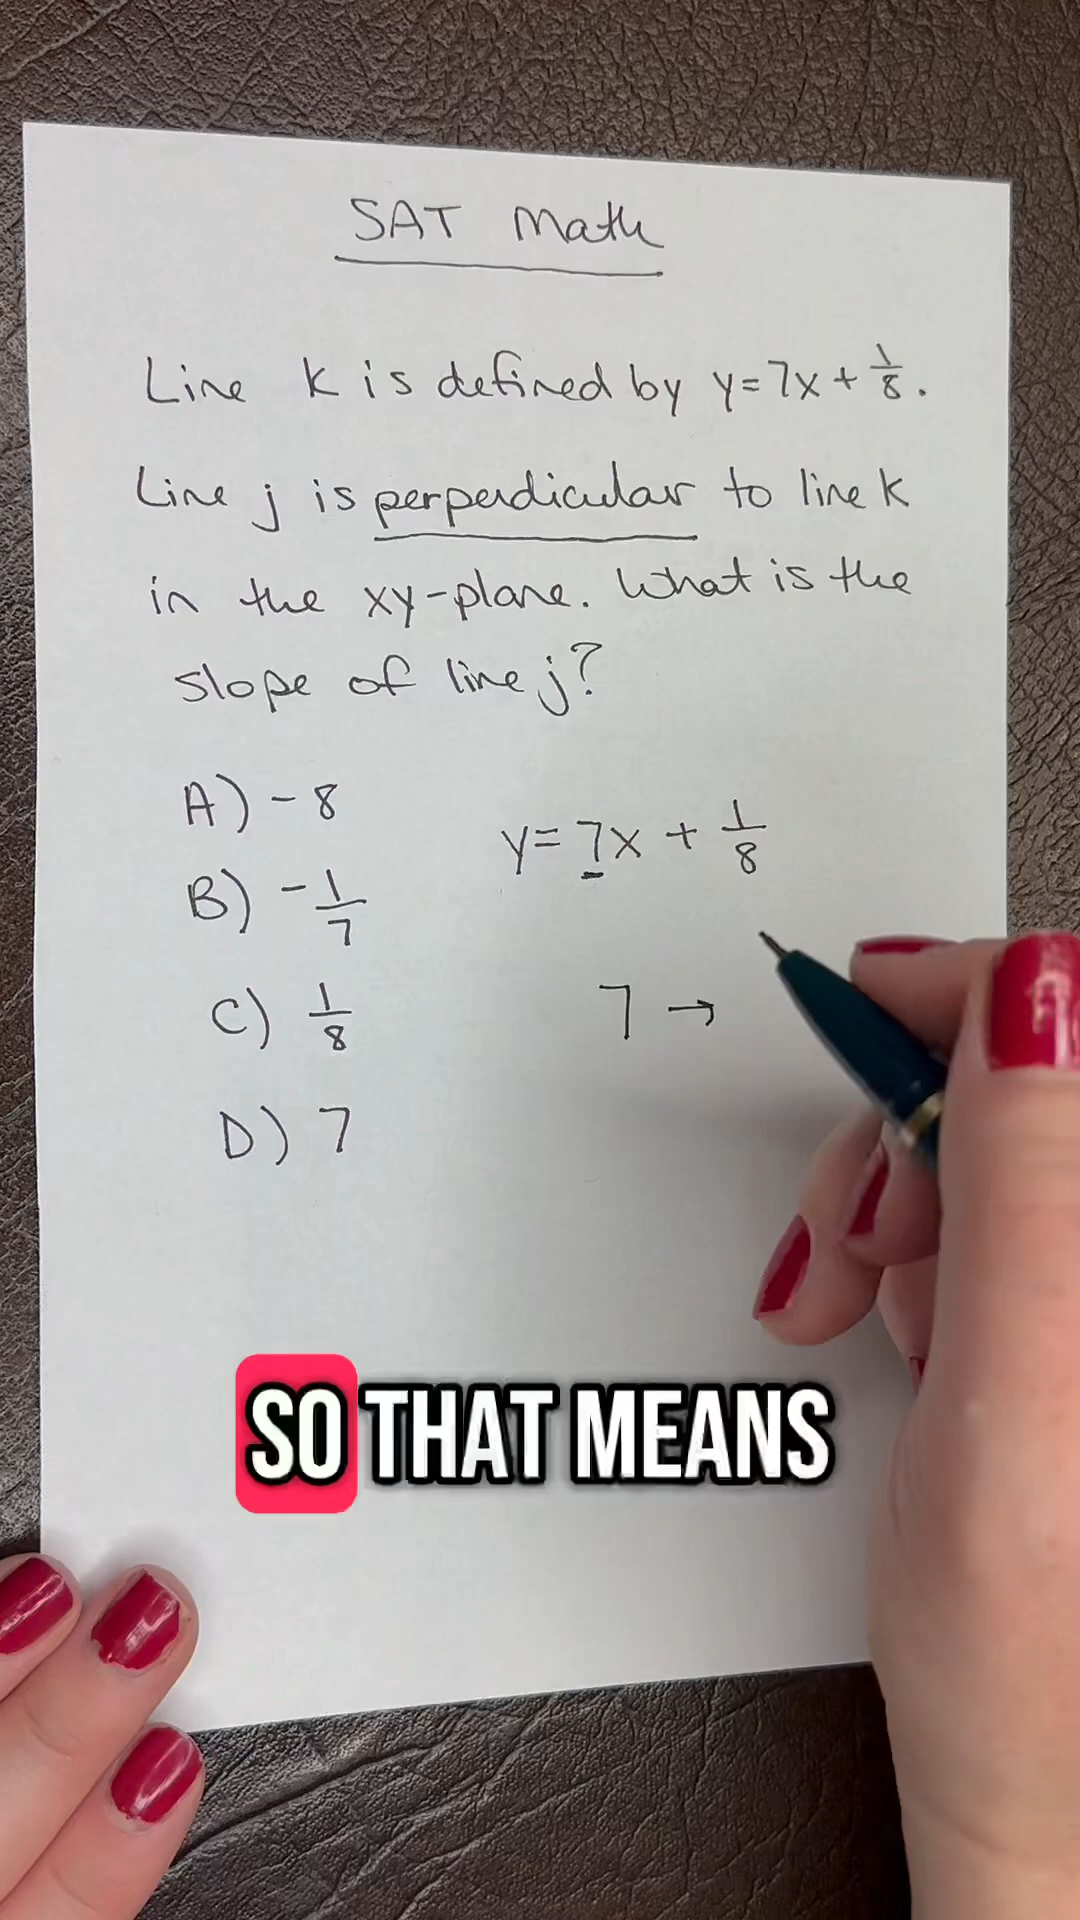 SAT Math
Line k is defined by y=7x+1/8.
Line j is perpendicular to line k
in the xy-plane. What is the
slope of line j?
A) -8
y=7x + 1/8
B) -1/7
7 →
C) 1/8
D) 7
SO THAT MEANS